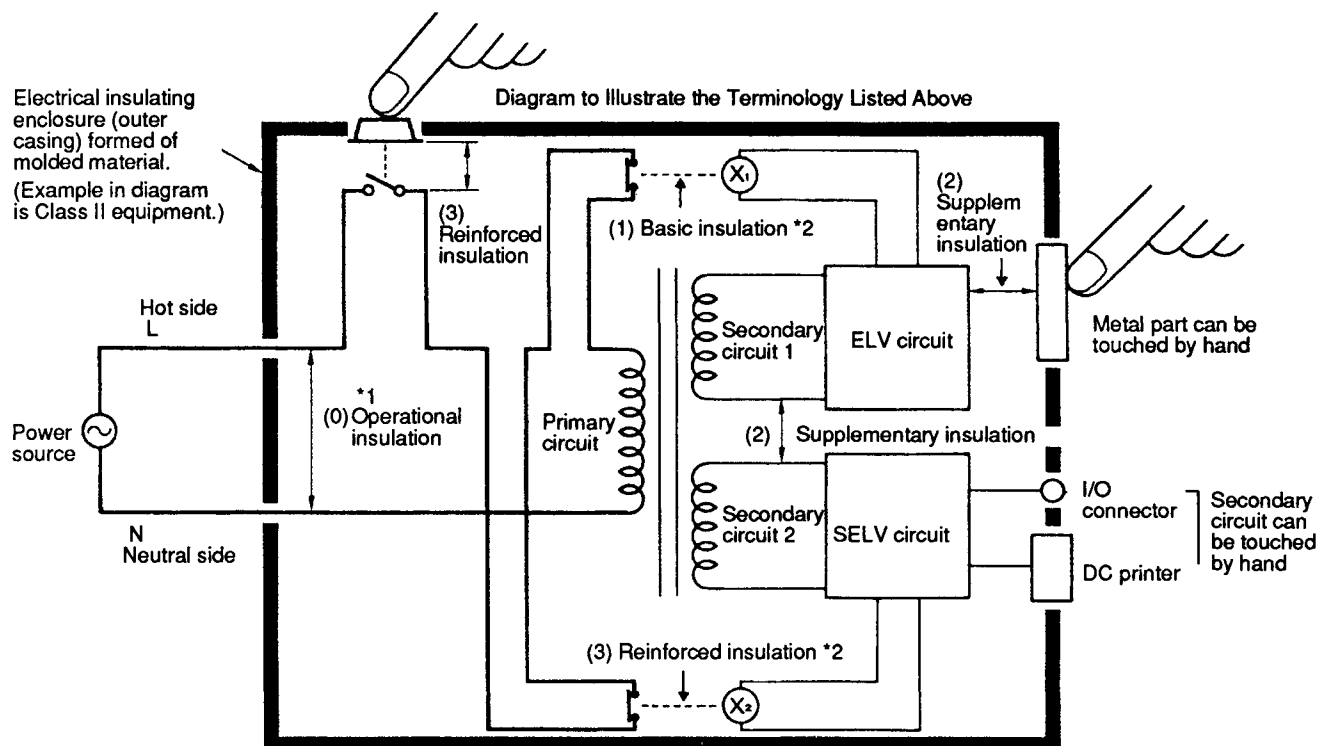 Diagram to Illustrate the Terminology Listed Above
Electrical insulating
enclosure (outer
casing) formed of
molded material.
(Example in diagram
is Class II equipment.)
(3)
Reinforced
insulation
(1) Basic insulation *2
X1
(2)
Supplem
entary
insulation
Hot side
L
Secondary
circuit 1
ELV circuit
Metal part can be
touched by hand
*1
(0) Operational
insulation
Primary
circuit
Power
source
(2) Supplementary insulation
N
Neutral side
Secondary
circuit 2
SELV circuit
I/O
connector
DC printer
Secondary
circuit can
be touched
by hand
(3) Reinforced insulation *2
X2